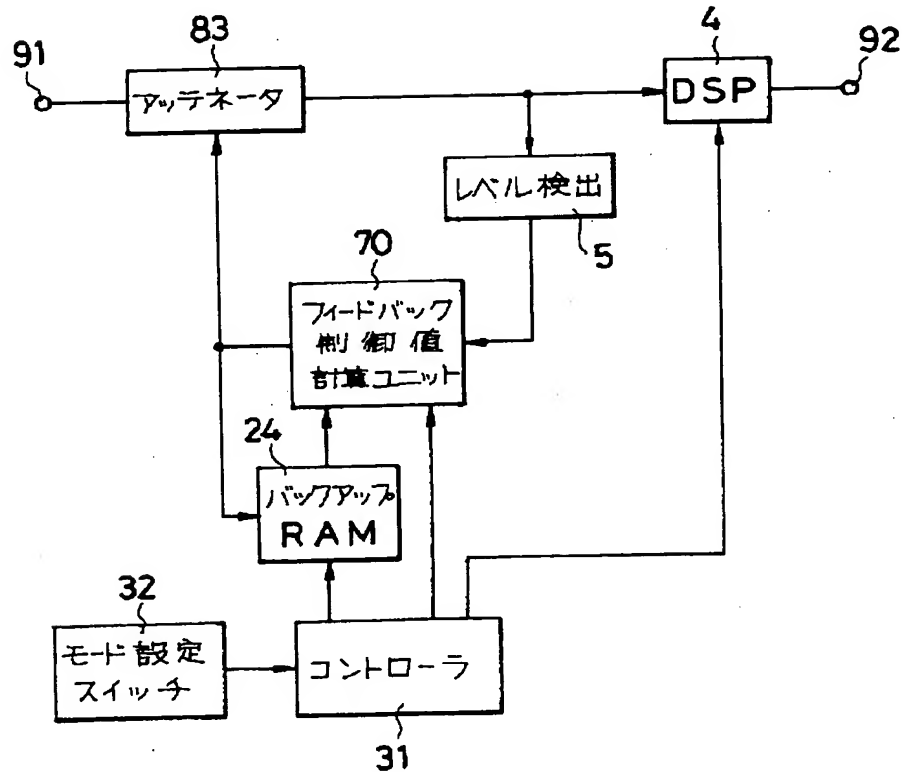 83
4
92
91
アッテネータ
DSP
レベル検出
5
70
フィードバック
制御値
計算ユニット
24
バックアップ
RAM
32
モード設定
スイッチ
コントローラ
31